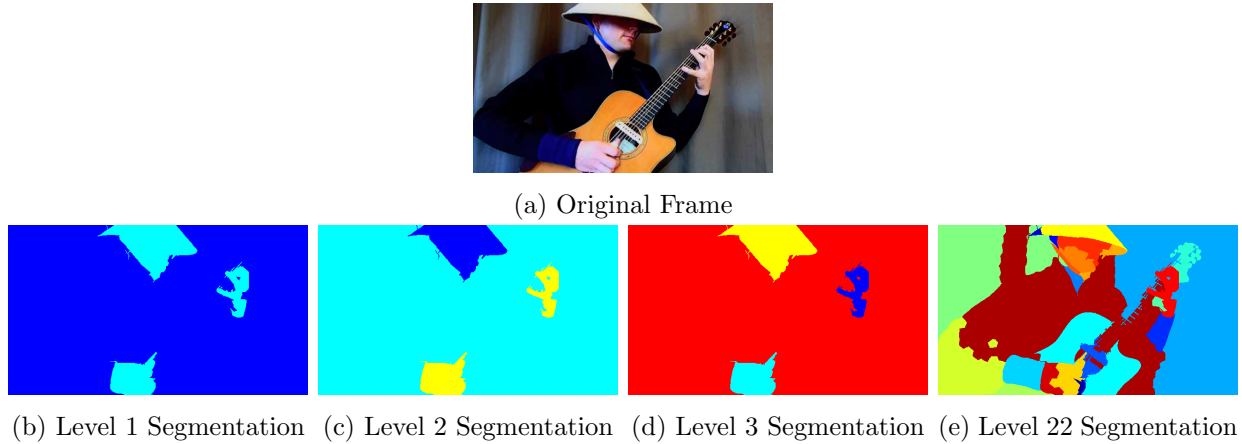 (a) Original Frame
(b) Level 1 Segmentation (c) Level 2 Segmentation (d) Level 3 Segmentation (e) Level 22 Segmentation